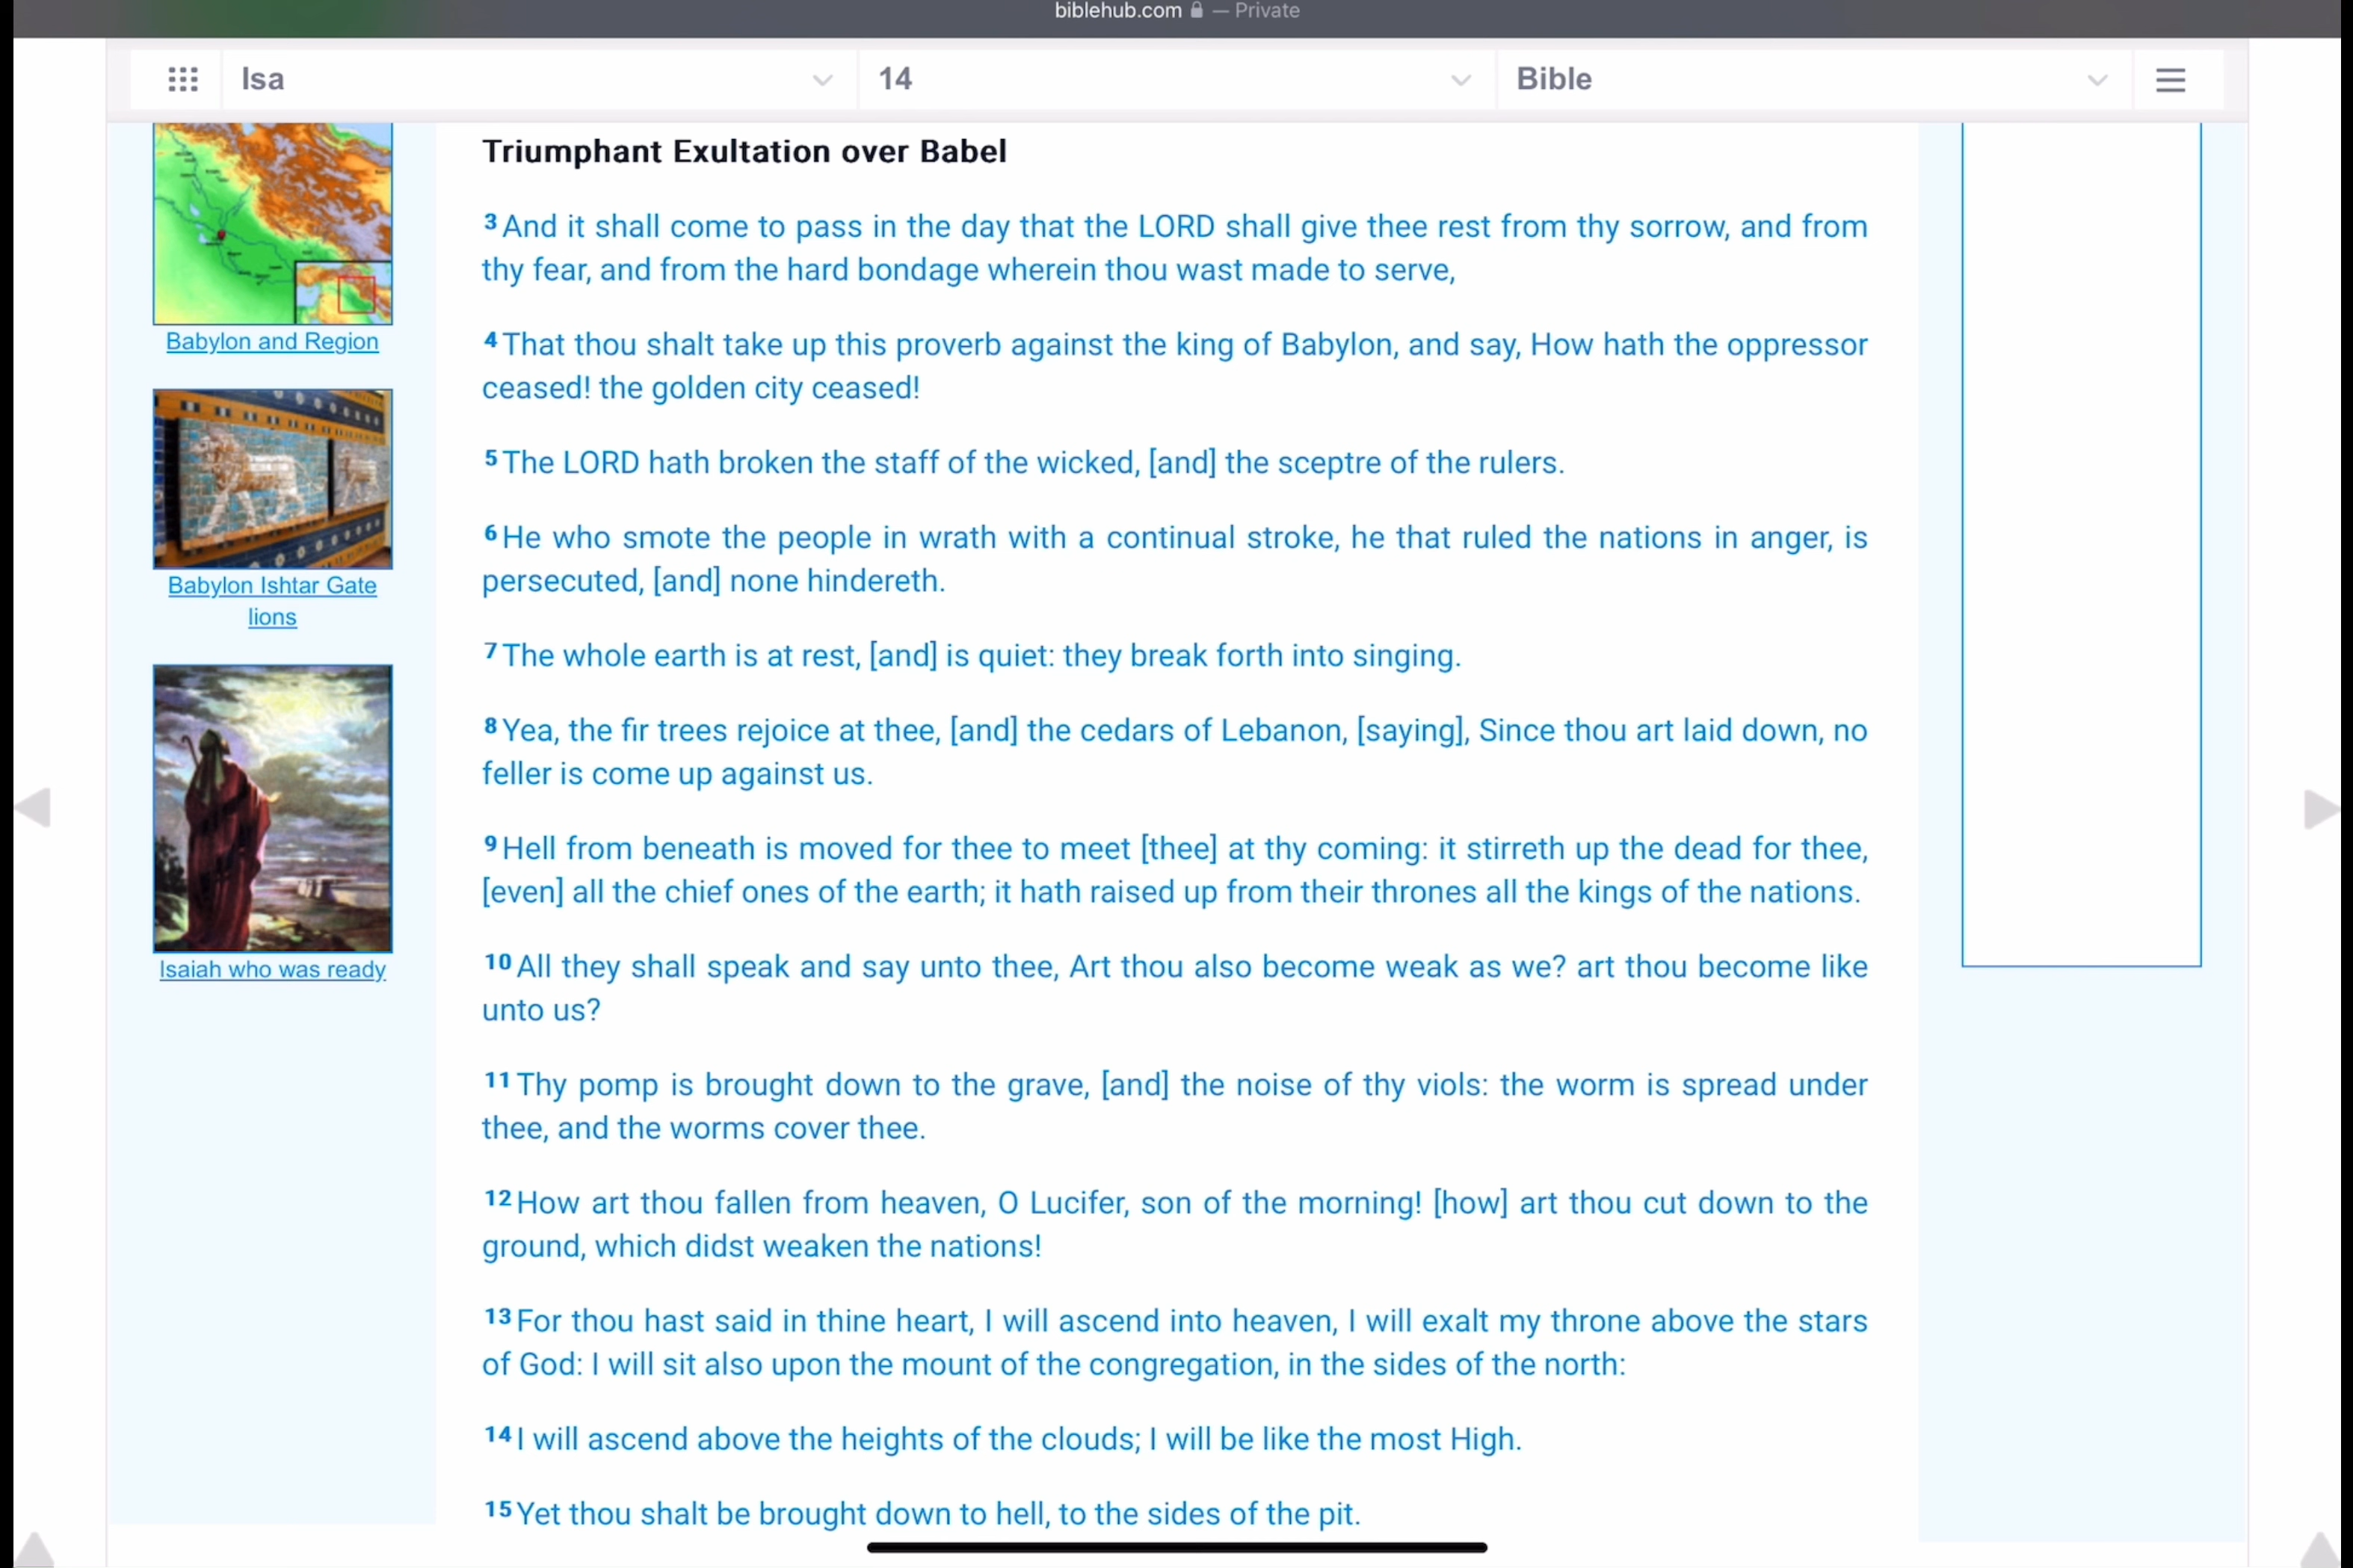 biblehub.com — Private
Isa
14
Bible
Triumphant Exultation over Babel
3 And it shall come to pass in the day that the LORD shall give thee rest from thy sorrow, and from
thy fear, and from the hard bondage wherein thou wast made to serve,
4 That thou shalt take up this proverb against the king of Babylon, and say, How hath the oppressor
ceased! the golden city ceased!
5 The LORD hath broken the staff of the wicked, [and] the sceptre of the rulers.
6 He who smote the people in wrath with a continual stroke, he that ruled the nations in anger, is
persecuted, [and] none hindereth.
7 The whole earth is at rest, [and] is quiet: they break forth into singing.
8 Yea, the fir trees rejoice at thee, [and] the cedars of Lebanon, [saying], Since thou art laid down, no
feller is come up against us.
9 Hell from beneath is moved for thee to meet [thee] at thy coming: it stirreth up the dead for thee,
[even] all the chief ones of the earth; it hath raised up from their thrones all the kings of the nations.
10 All they shall speak and say unto thee, Art thou also become weak as we? art thou become like
unto us?
11 Thy pomp is brought down to the grave, [and] the noise of thy viols: the worm is spread under
thee, and the worms cover thee.
12 How art thou fallen from heaven, O Lucifer, son of the morning! [how] art thou cut down to the
ground, which didst weaken the nations!
13 For thou hast said in thine heart, I will ascend into heaven, I will exalt my throne above the stars
of God: I will sit also upon the mount of the congregation, in the sides of the north:
14 I will ascend above the heights of the clouds; I will be like the most High.
15 Yet thou shalt be brought down to hell, to the sides of the pit.
Babylon and Region
Babylon Ishtar Gate
lions
Isaiah who was ready